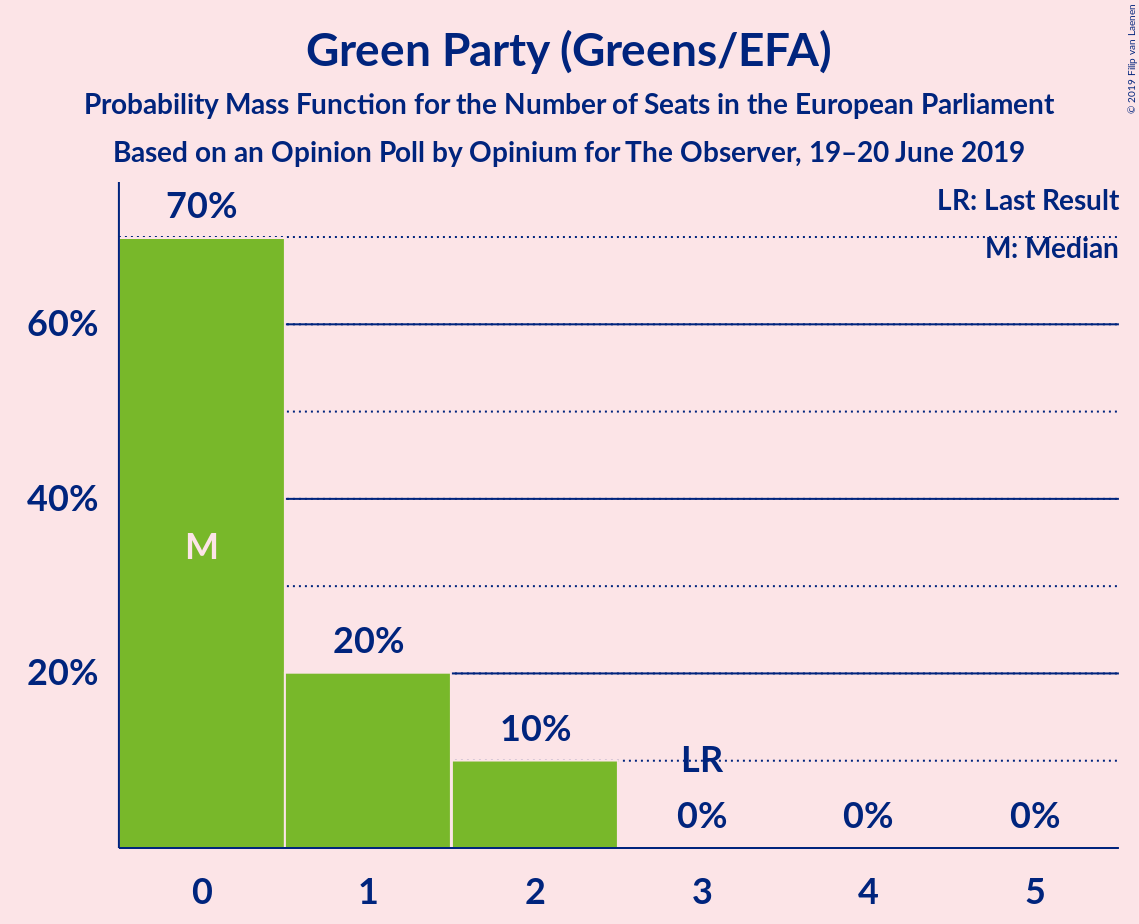 Green Party (Greens/EFA)
Probability Mass Function for the Number of Seats in the European Parliament
Based on an Opinion Poll by Opinium for The Observer, 19–20 June 2019
© 2019 Filip van Laenen
LR: Last Result
M: Median
70%
60%
40%
M
20%
20%
10%
LR
0%
0%
0%
0
1
2
3
4
5